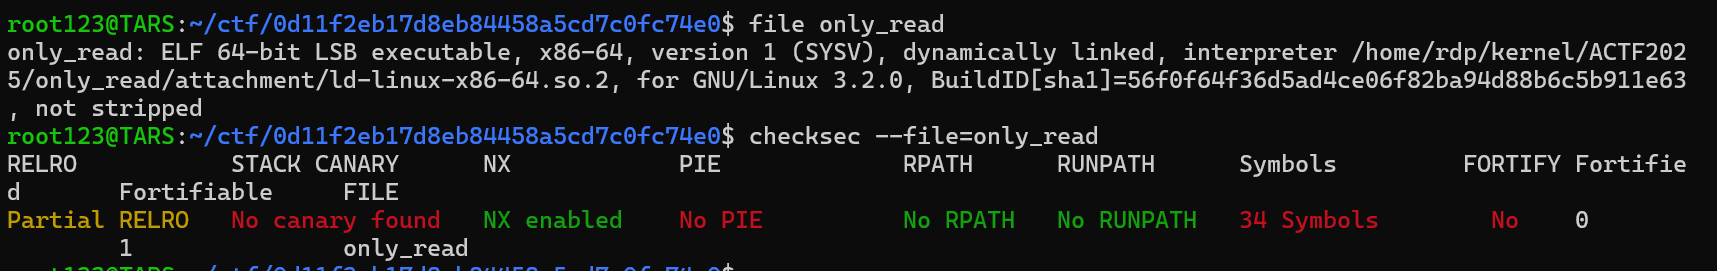 root123@TARS:~/ctf/0d11f2eb17d8eb84458a5cd7c0fc74e0$ file only_read
only_read: ELF 64-bit LSB executable, x86-64, version 1 (SYSV), dynamically linked, interpreter /home/rdp/kernel/ACTF202
5/only_read/attachment/ld-linux-x86-64.so.2, for GNU/Linux 3.2.0, BuildID[sha1]=56f0f64f36d5ad4ce06f82ba94d88b6c5b911e63
, not stripped
root123@TARS:~/ctf/0d11f2eb17d8eb84458a5cd7c0fc74e0$ checksec --file=only_read
RELRO           STACK CANARY      NX            PIE             RPATH      RUNPATH      Symbols         FORTIFY Fortifie
d       Fortifiable     FILE
Partial RELRO   No canary found   NX enabled    No PIE          No RPATH   No RUNPATH   34 Symbols        No    0
        1               only_read
root123@TARS:~/ctf/0d11f2eb17d8eb84458a5cd7c0fc74e0$